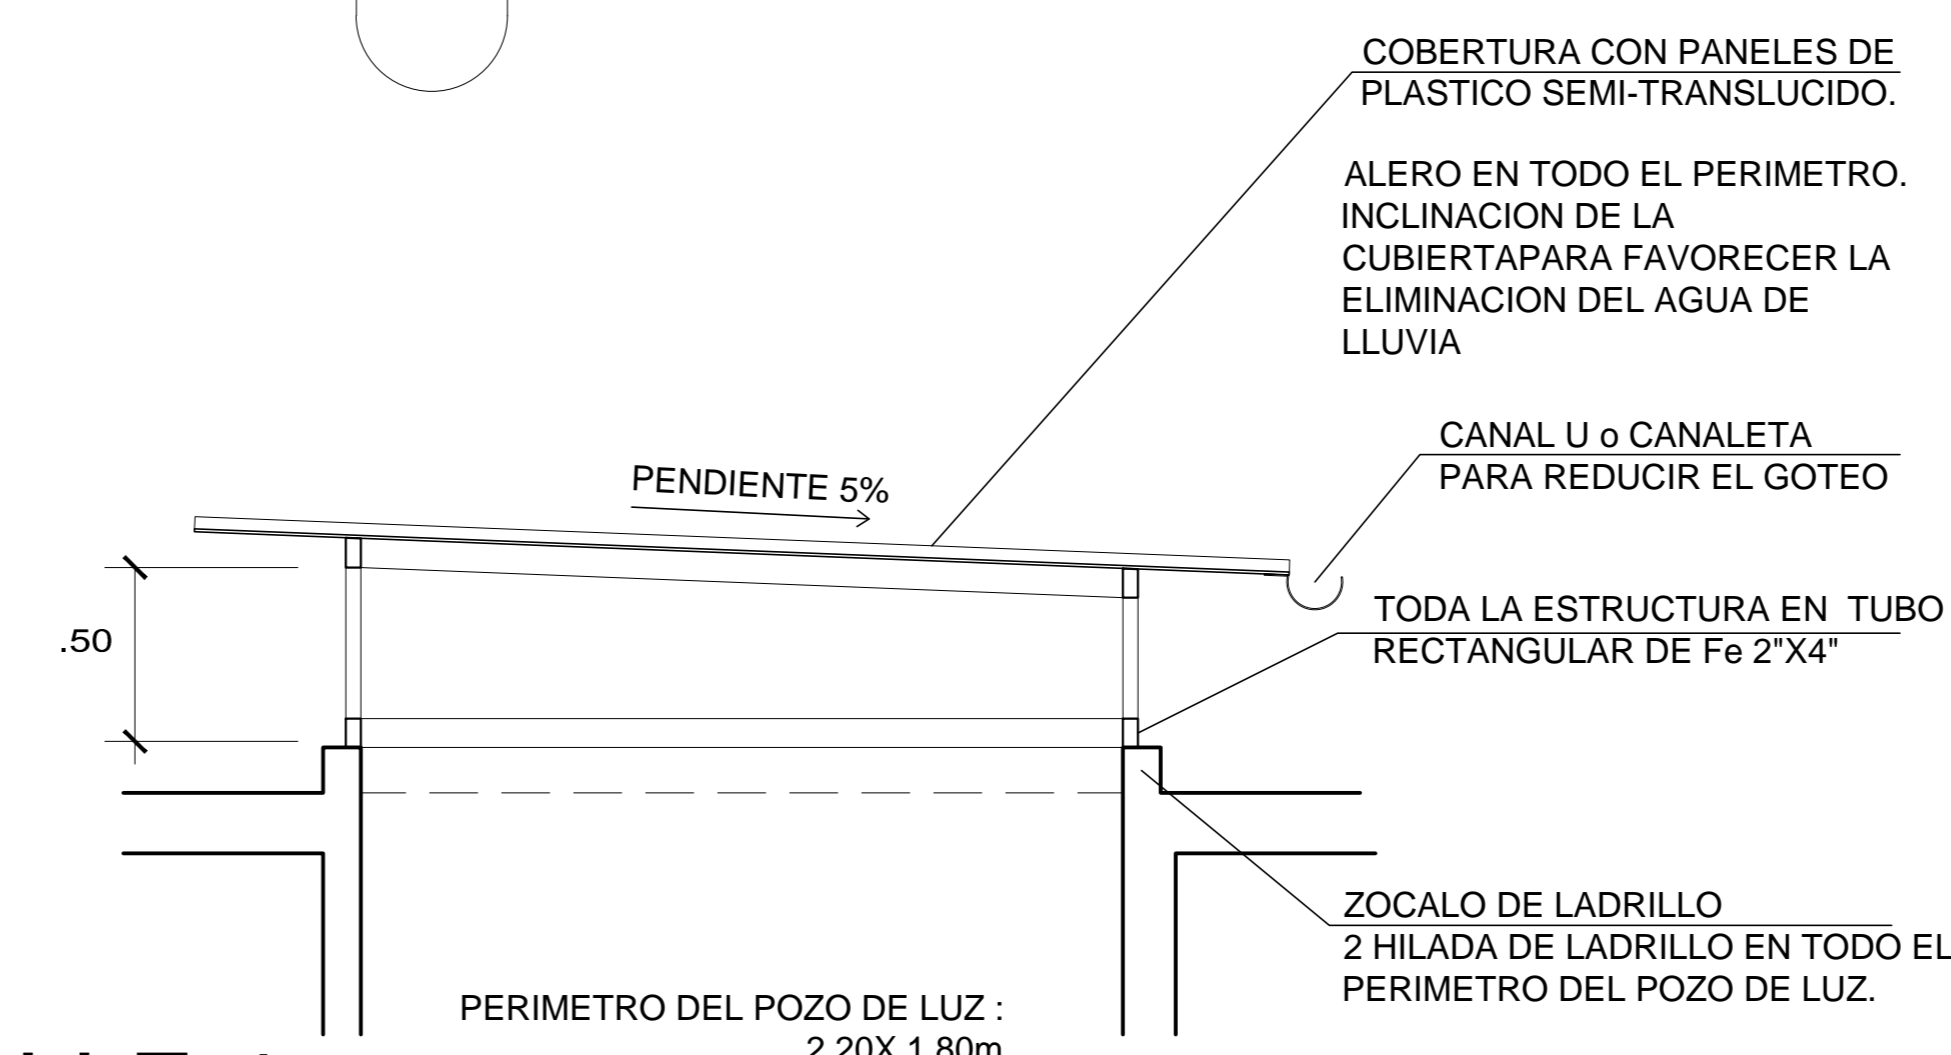 COBERTURA CON PANELES DE
PLASTICO SEMI-TRANSLUCIDO.
ALERO EN TODO EL PERIMETRO.
INCLINACION DE LA
CUBIERTAPARA FAVORECER LA
ELIMINACION DEL AGUA DE
LLUVIA
CANAL U o CANALETA
PARA REDUCIR EL GOTEO
PENDIENTE 5%
TODA LA ESTRUCTURA EN TUBO
RECTANGULAR DE Fe 2"X4"
.50
ZOCALO DE LADRILLO
2 HILADA DE LADRILLO EN TODO EL
PERIMETRO DEL POZO DE LUZ.
PERIMETRO DEL POZO DE LUZ :
2.20X 1.80m